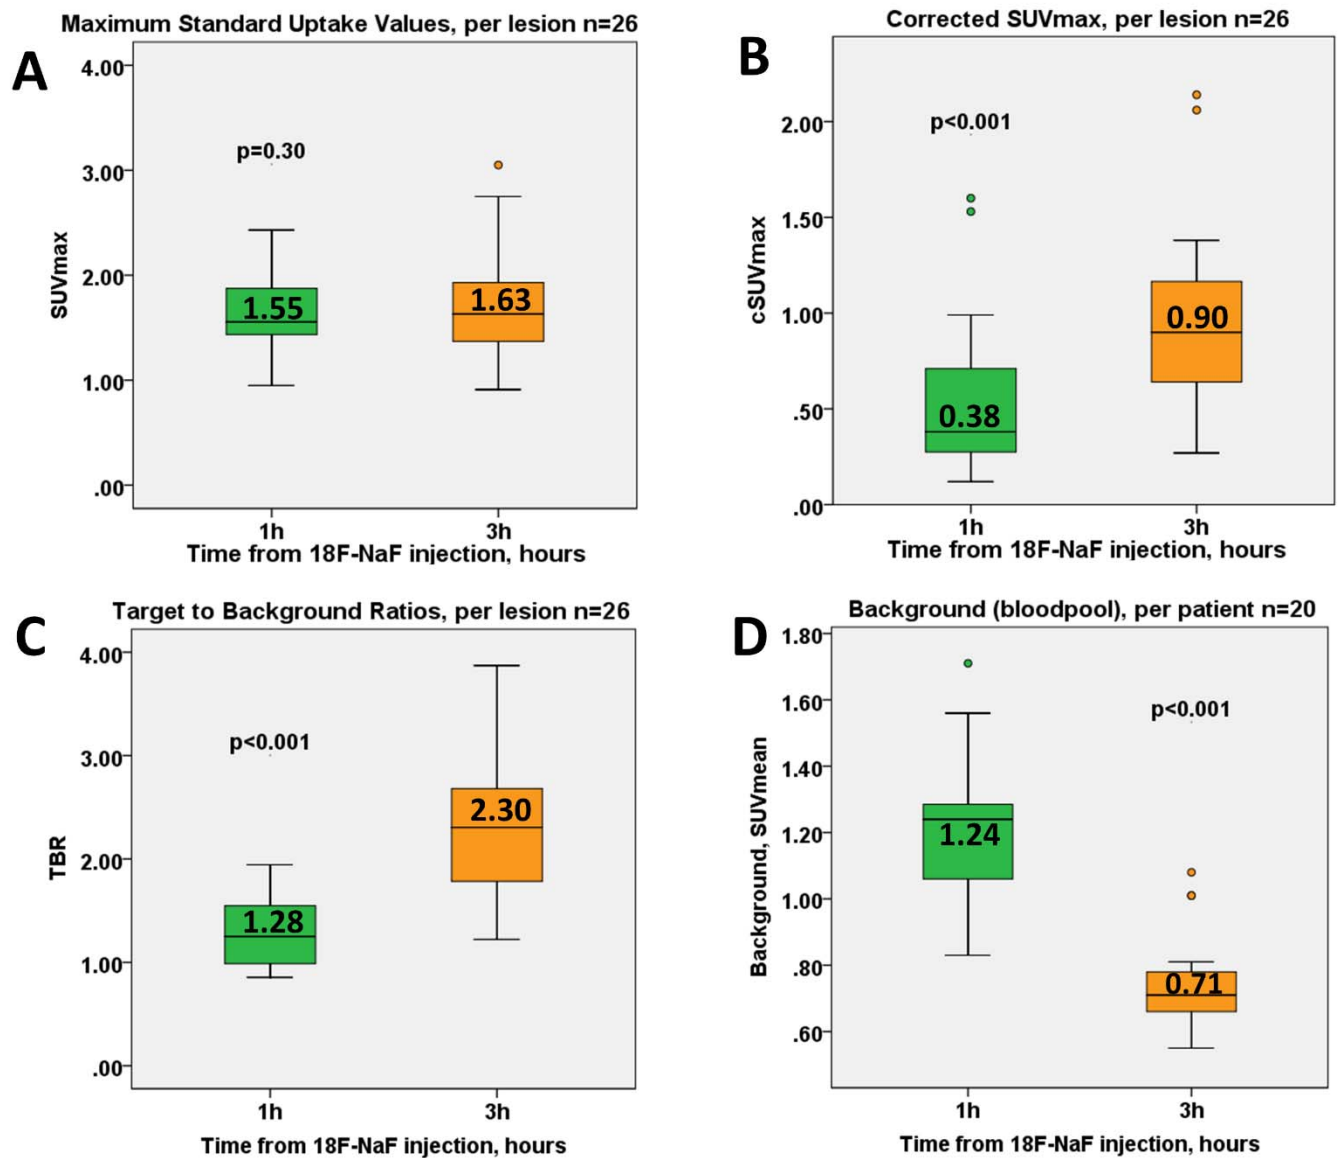 Maximum Standard Uptake Values, per lesion n=26
A
4.00
3.00
2.00
1.00
.00
SUVmax
p=0.30
1.55
1.63
1h
3h
Time from 18F-NaF injection, hours
Corrected SUVmax, per lesion n=26
B
2.00
1.50
1.00
.50
.00
cSUVmax
p<0.001
0.38
0.90
1h
3h
Time from 18F-NaF injection, hours
Target to Background Ratios, per lesion n=26
C
4.00
3.00
2.00
1.00
.00
TBR
p<0.001
1.28
2.30
1h
3h
Time from 18F-NaF injection, hours
Background (bloodpool), per patient n=20
D
1.80
1.60
1.40
1.20
1.00
.80
.60
Background, SUVmean
p<0.001
1.24
0.71
1h
3h
Time from 18F-NaF injection, hours